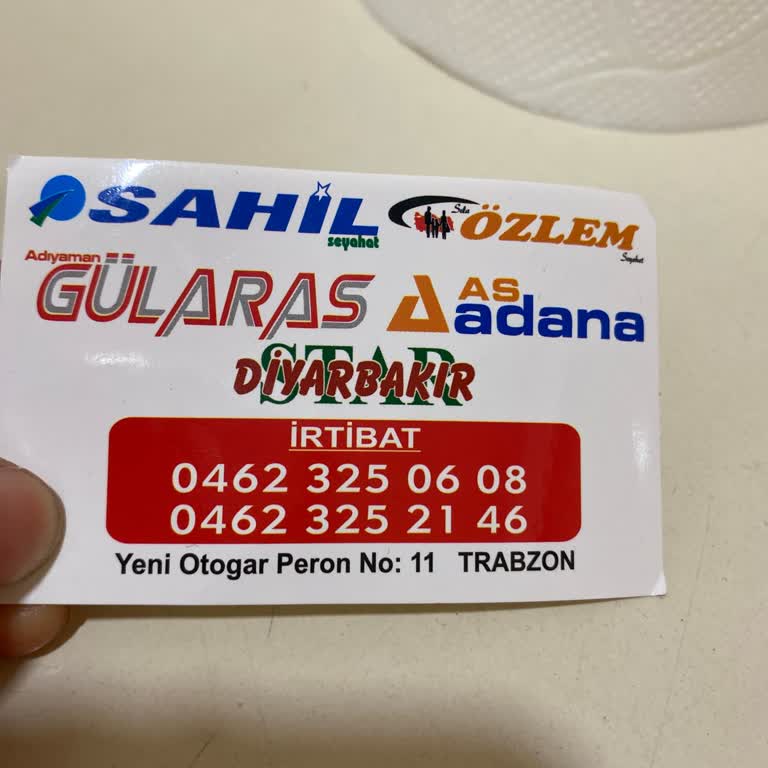 SAHİL
seyahat
Sıla
ÖZLEM
Seyahat
Adıyaman
GÜLARAS
AS
adana
STAR
DİYARBAKIR
İRTİBAT
0462 325 06 08
0462 325 21 46
Yeni Otogar Peron No: 11 TRABZON